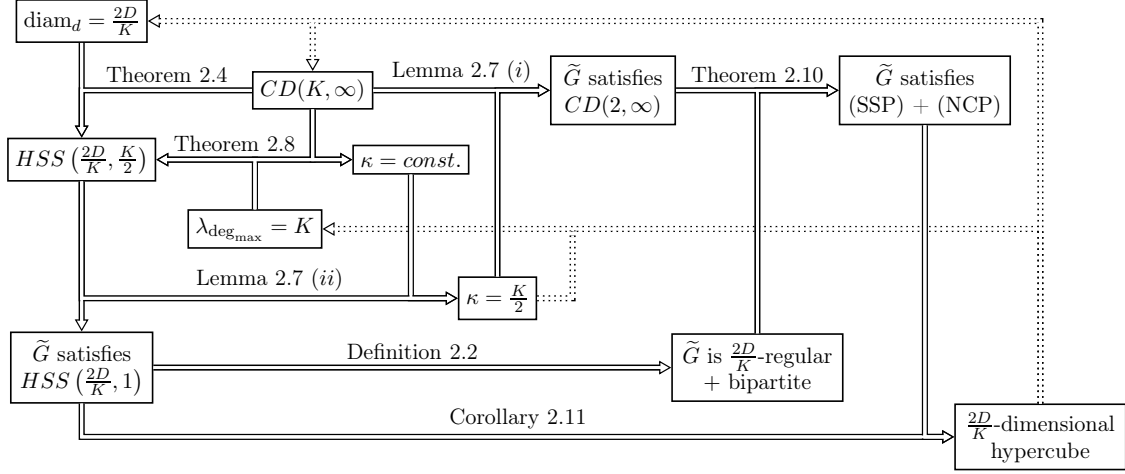 diam_d = 2D/K
Theorem 2.4
CD(K, ∞)
Lemma 2.7 (i)
G̃ satisfies
CD(2, ∞)
Theorem 2.10
G̃ satisfies
(SSP) + (NCP)
HSS (2D/K, K/2)
Theorem 2.8
κ = const.
λ_deg_max = K
Lemma 2.7 (ii)
κ = K/2
G̃ satisfies
HSS (2D/K, 1)
Definition 2.2
G̃ is 2D/K-regular
+ bipartite
Corollary 2.11
2D/K-dimensional
hypercube